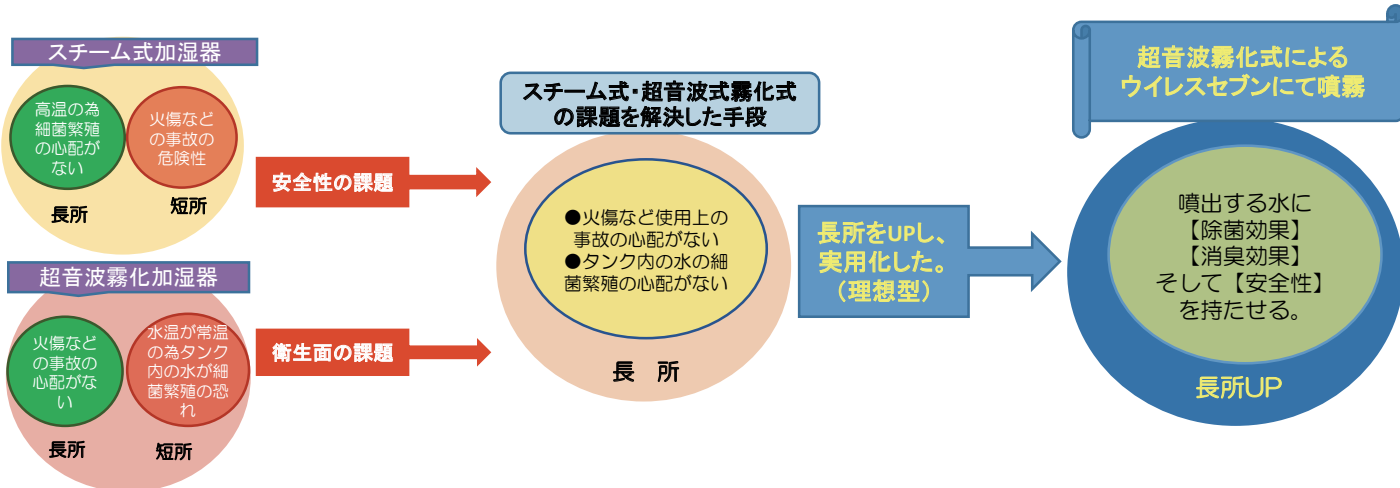 スチーム式加湿器
高温の為
細菌繁殖
の心配が
ない
火傷など
の事故の
危険性
長所
短所
超音波霧化加湿器
火傷など
の事故の
心配がな
い
水温が常温
の為タンク
内の水が細
菌繁殖の恐
れ
長所
短所
安全性の課題
衛生面の課題
スチーム式・超音波式霧化式
の課題を解決した手段
●火傷など使用上の
事故の心配がない
●タンク内の水の細
菌繁殖の心配がない
長 所
長所をUPし、
実用化した。
（理想型）
超音波霧化式による
ウイレスセブンにて噴霧
噴出する水に
【除菌効果】
【消臭効果】
そして【安全性】
を持たせる。
長所UP